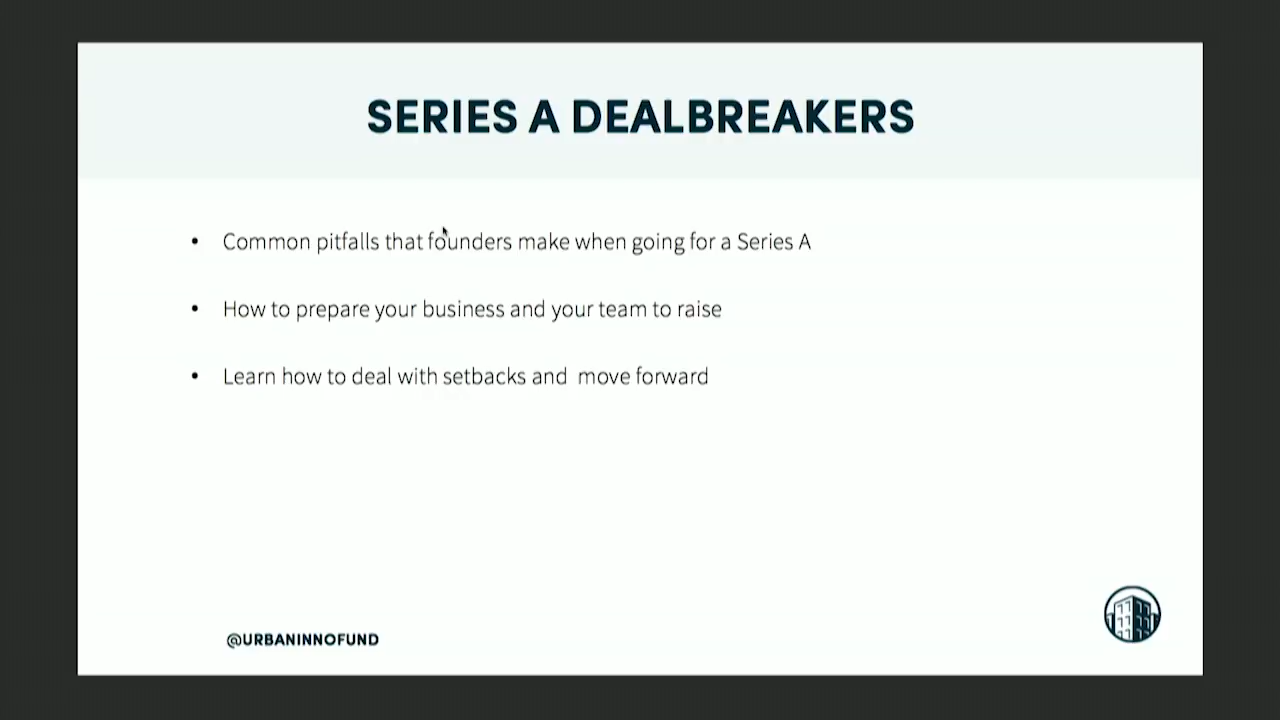 SERIES A DEALBREAKERS
• Common pitfalls that founders make when going for a Series A
• How to prepare your business and your team to raise
• Learn how to deal with setbacks and  move forward
@URBANINNOFUND